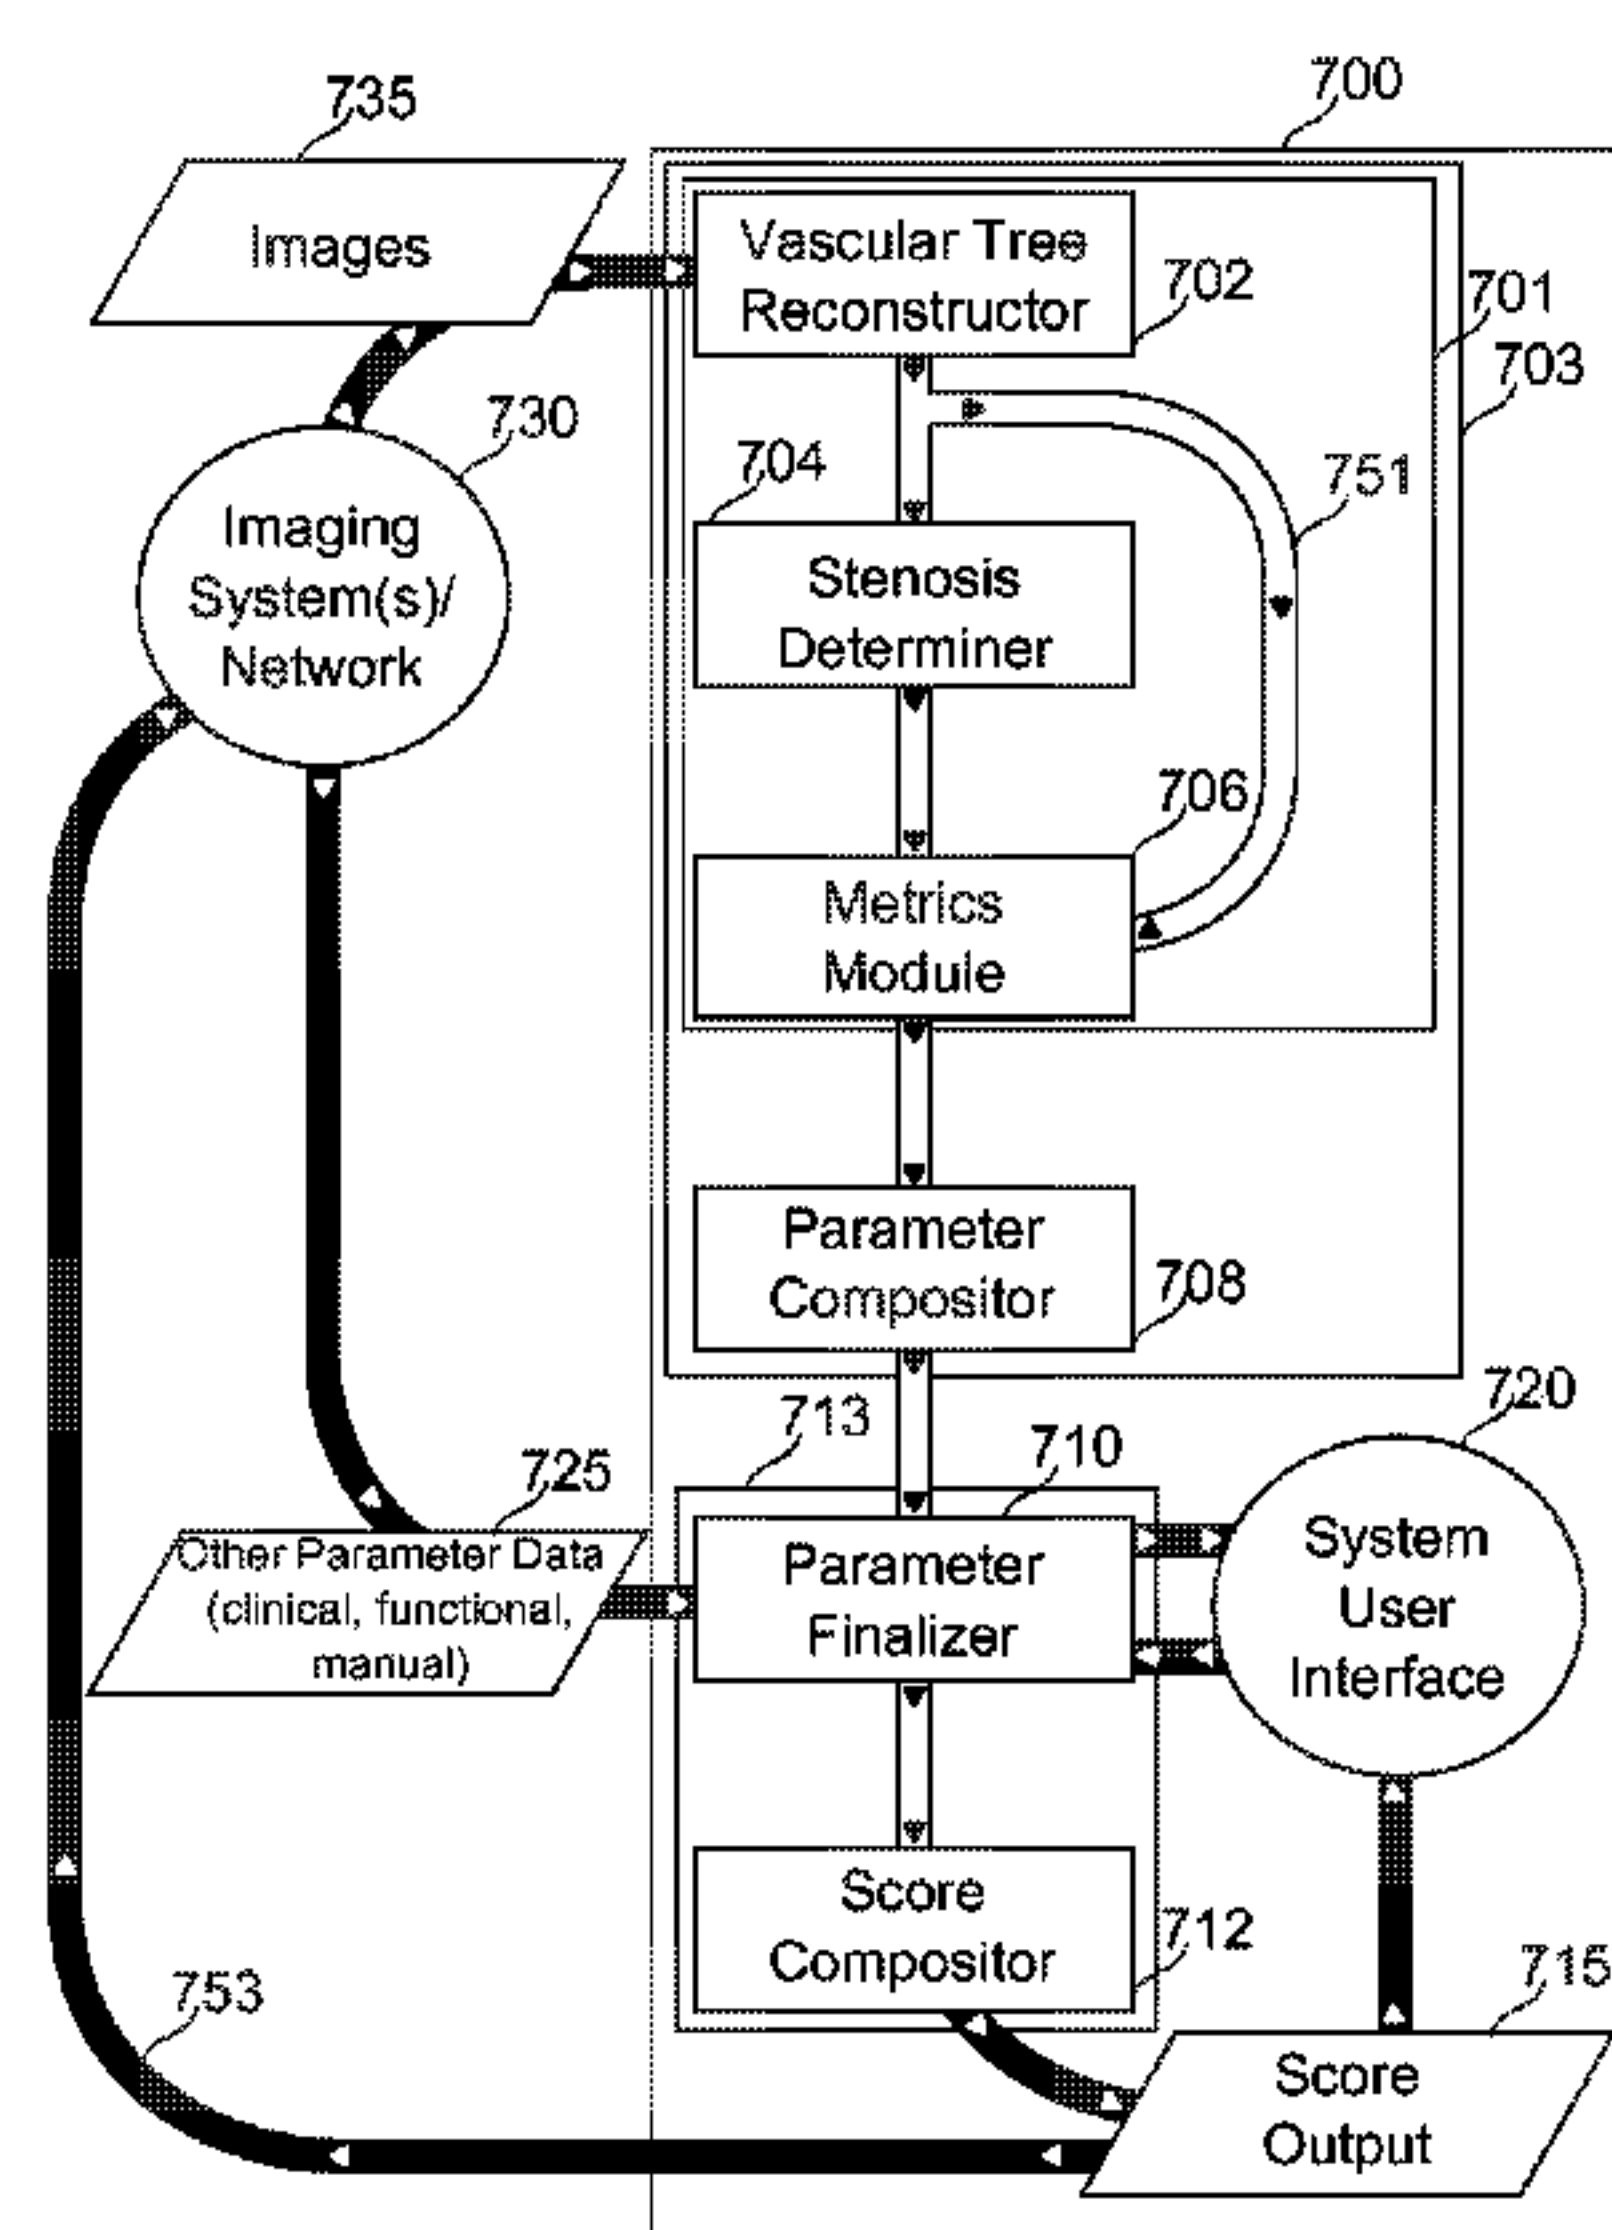 700
735
Images
Vascular Tree
Reconstructor
702
701
703
730
Imaging
System(s)/
Network
704
751
Stenosis
Determiner
706
Metrics
Module
Parameter
Compositor
708
720
713
710
725
Other Parameter Data
(clinical, functional,
manual)
Parameter
Finalizer
System
User
Interface
Score
Compositor
712
715
753
Score
Output